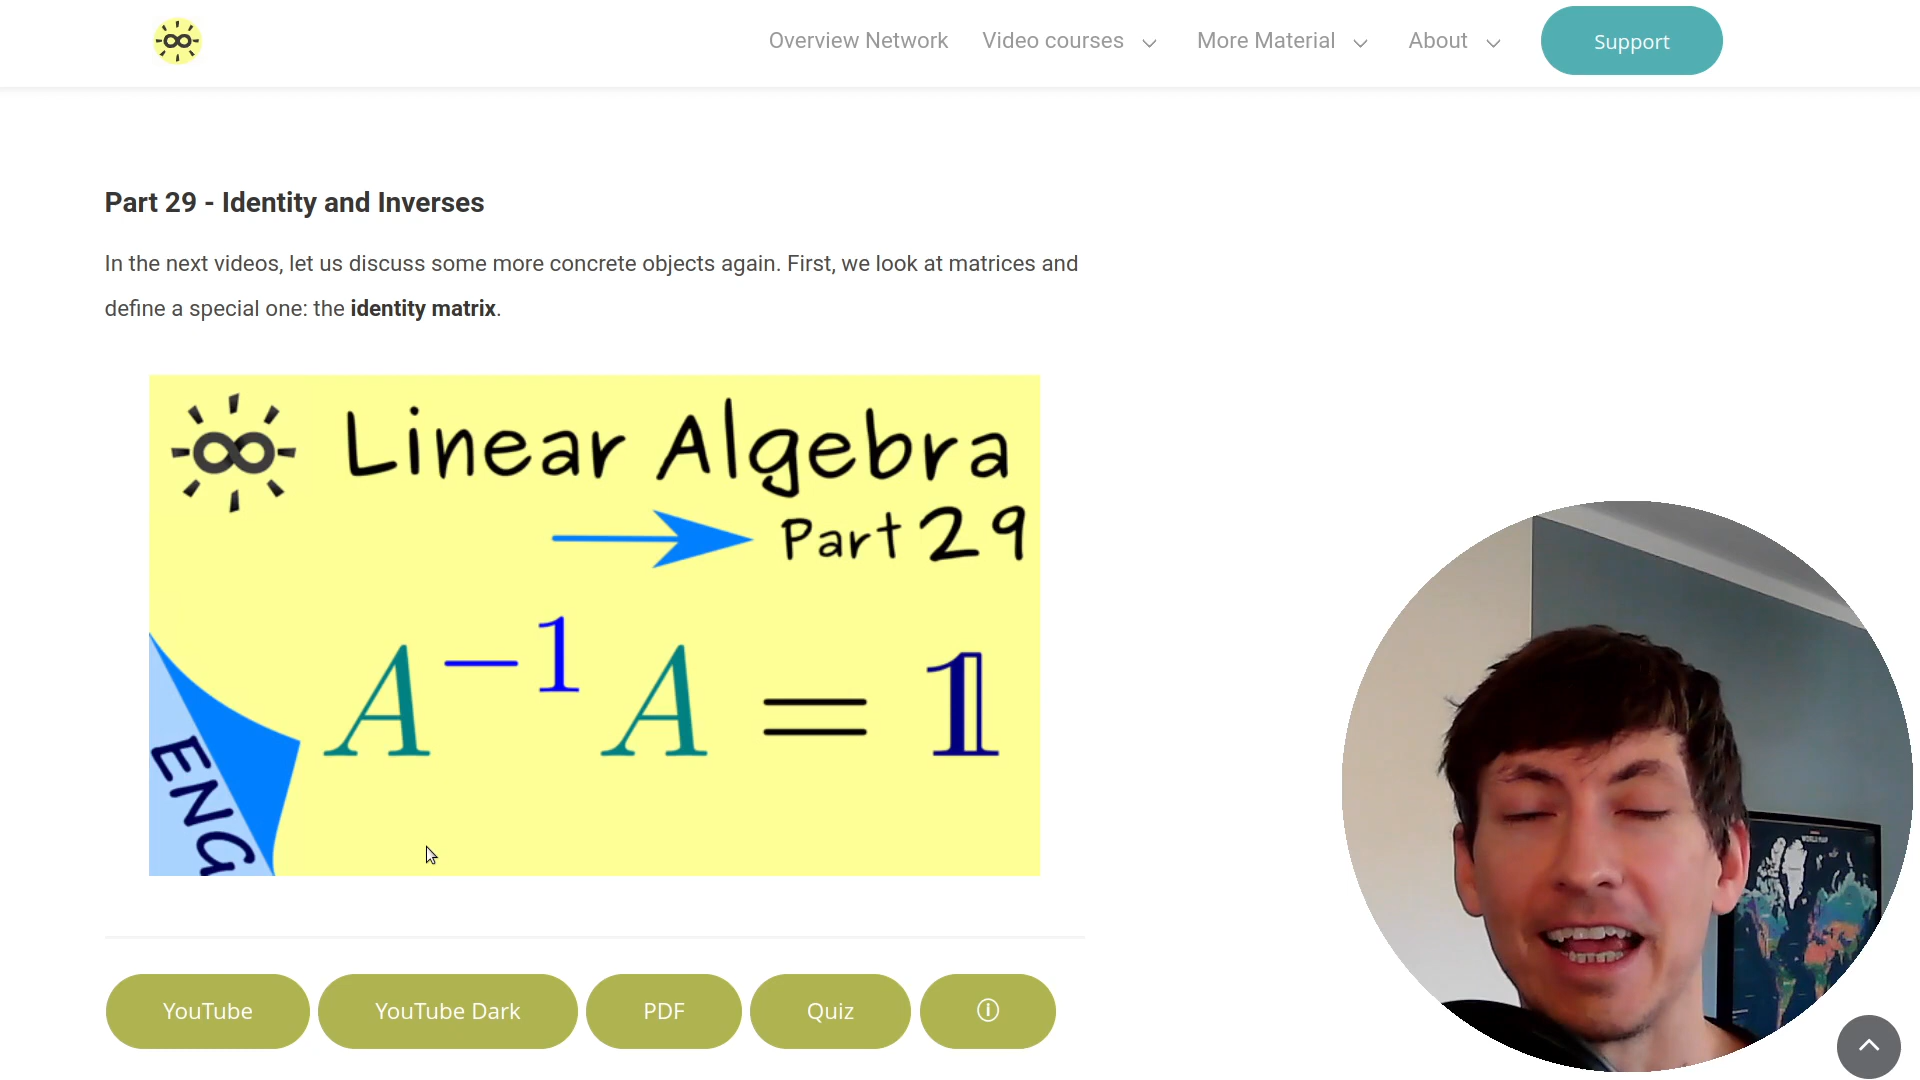 Overview Network Video courses More Material About Support
Part 29 - Identity and Inverses
In the next videos, let us discuss some more concrete objects again. First, we look at matrices and
define a special one: the identity matrix.
Linear Algebra
Part 29
A⁻¹ A = 𝟙
ENG
YouTube YouTube Dark PDF Quiz ⓘ
WORLD MAP